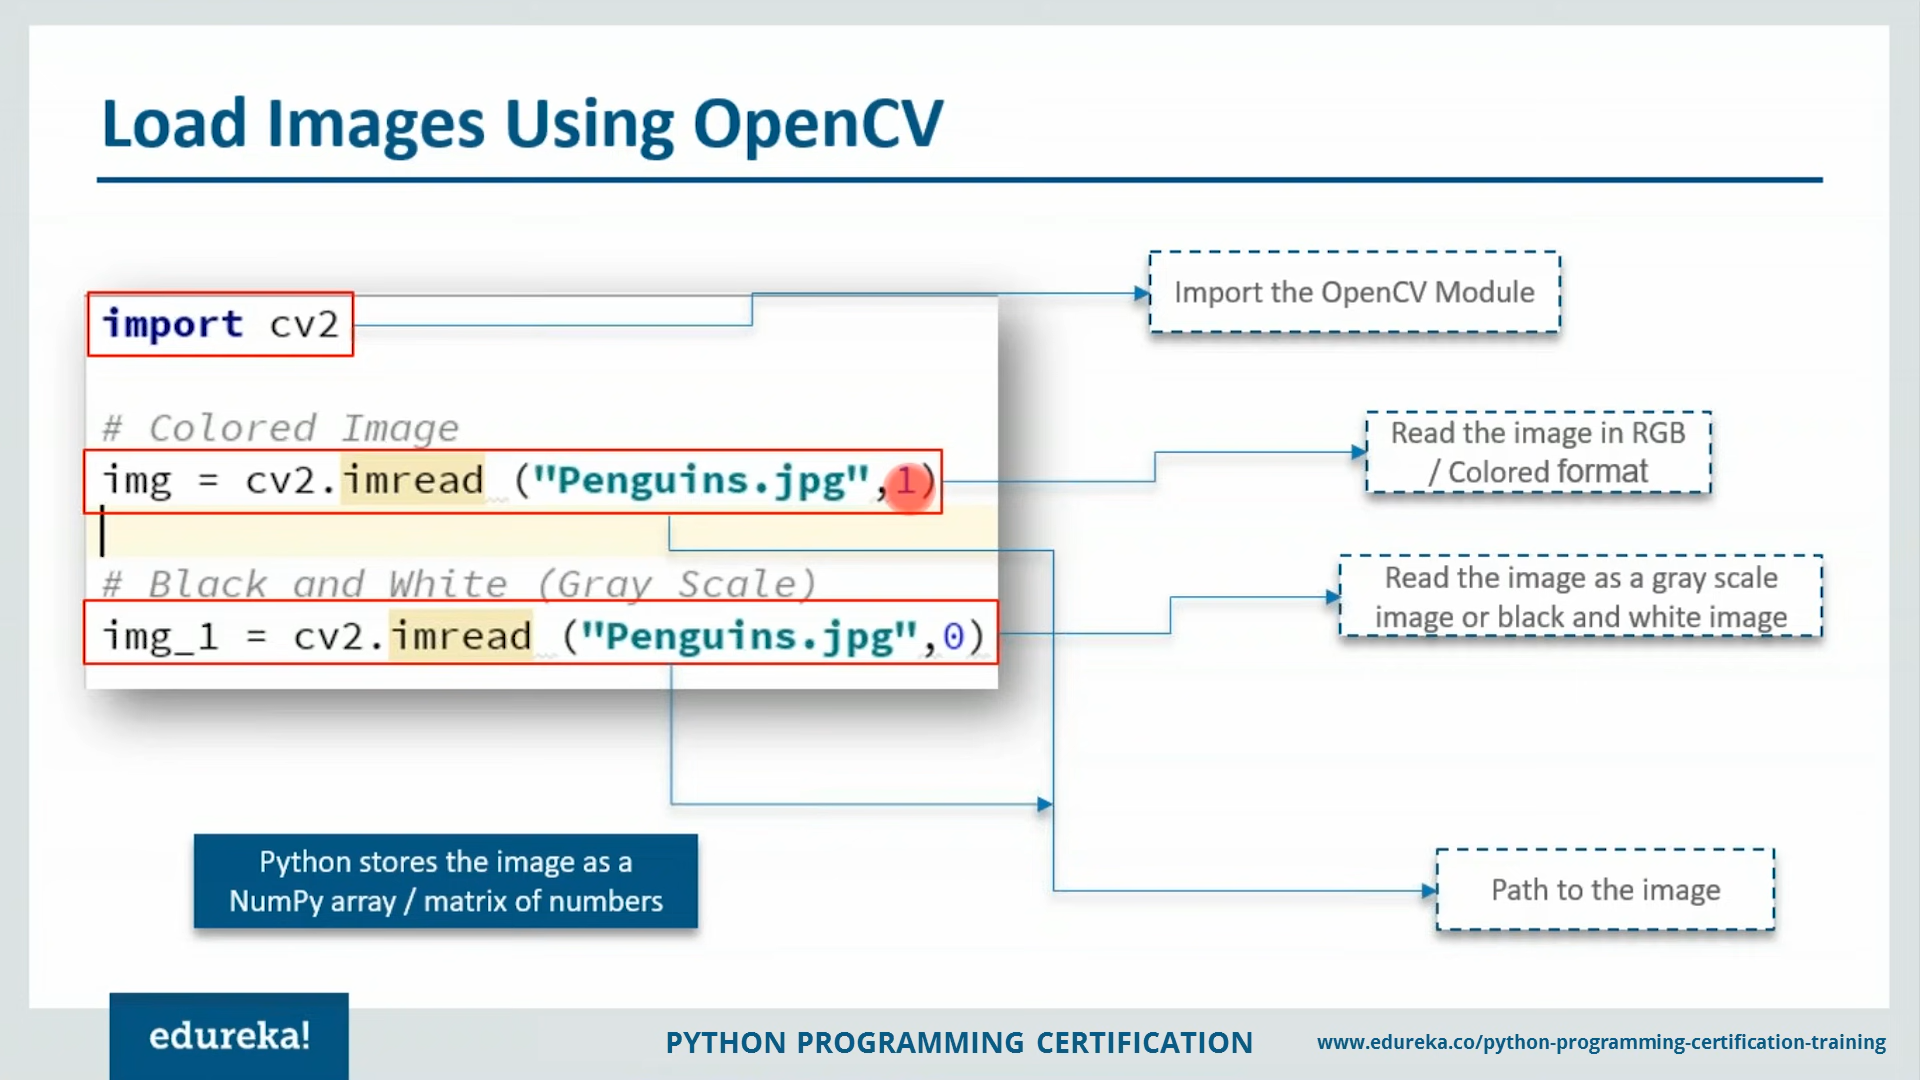 Load Images Using OpenCV
import cv2
Import the OpenCV Module
# Colored Image
img = cv2.imread ("Penguins.jpg",1)
Read the image in RGB
/ Colored format
# Black and White (Gray Scale)
img_1 = cv2.imread ("Penguins.jpg",0)
Read the image as a gray scale
image or black and white image
Python stores the image as a
NumPy array / matrix of numbers
Path to the image
edureka!
PYTHON PROGRAMMING CERTIFICATION
www.edureka.co/python-programming-certification-training